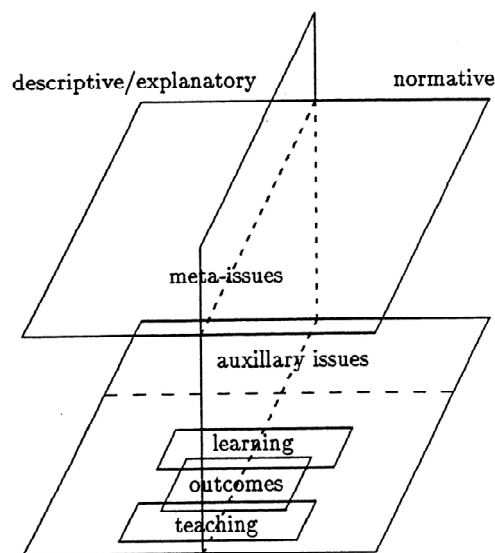 descriptive/explanatory normative
meta-issues
auxillary issues
learning
outcomes
teaching